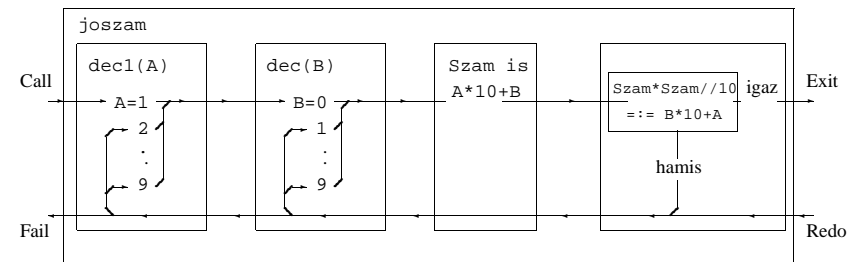 joszam
dec1(A)
dec(B)
Szam is
A*10+B
Call
A=1
2
.
.
9
B=0
1
.
.
9
Szam*Szam//10
=:= B*10+A
igaz
hamis
Exit
Fail
Redo